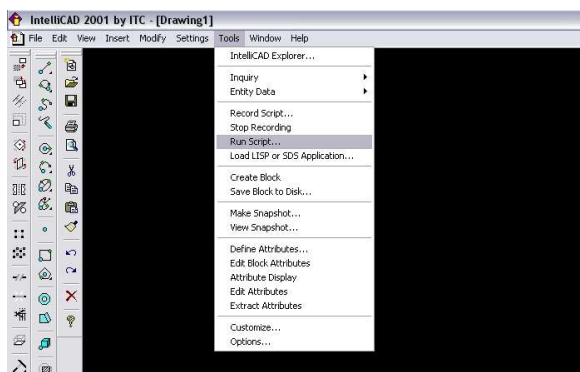 IntelliCAD 2001 by ITC - [Drawing1]
File Edit View Insert Modify Settings Tools Window Help
IntelliCAD Explorer...
Inquiry
Entity Data
Record Script...
Stop Recording
Run Script...
Load LISP or SDS Application...
Create Block
Save Block to Disk...
Make Snapshot...
View Snapshot...
Define Attributes...
Edit Block Attributes
Attribute Display
Edit Attributes
Extract Attributes
Customize...
Options...